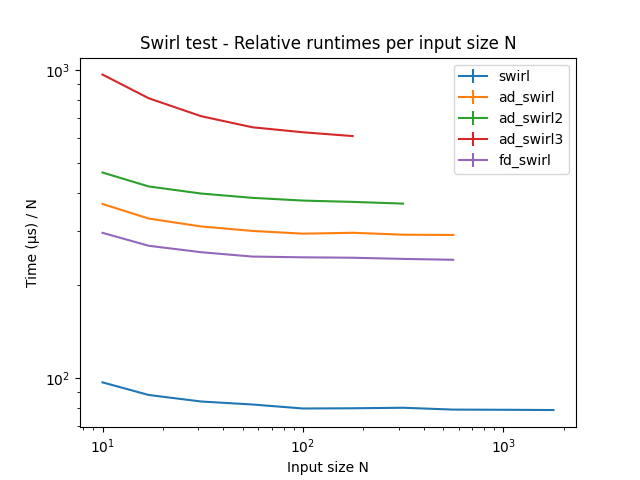 Swirl test - Relative runtimes per input size N
10³
10²
Time (μs) / N
swirl
ad_swirl
ad_swirl2
ad_swirl3
fd_swirl
10¹
10²
10³
Input size N